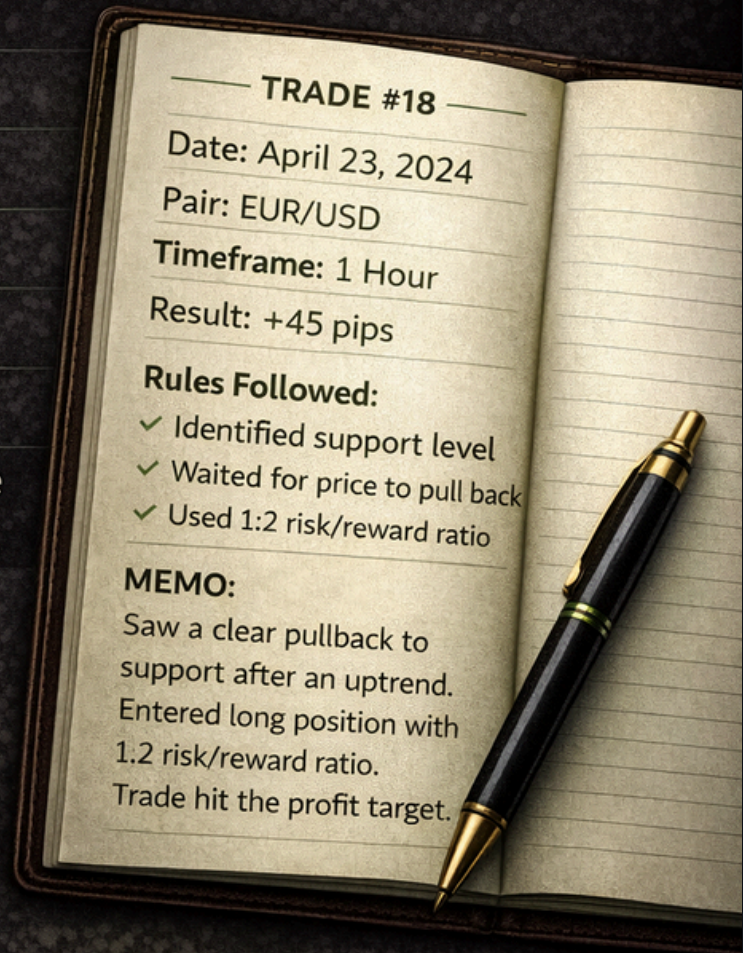 TRADE #18
Date: April 23, 2024
Pair: EUR/USD
Timeframe: 1 Hour
Result: +45 pips
Rules Followed:
✓ Identified support level
✓ Waited for price to pull back
✓ Used 1:2 risk/reward ratio
MEMO:
Saw a clear pullback to
support after an uptrend.
Entered long position with
1.2 risk/reward ratio.
Trade hit the profit target.